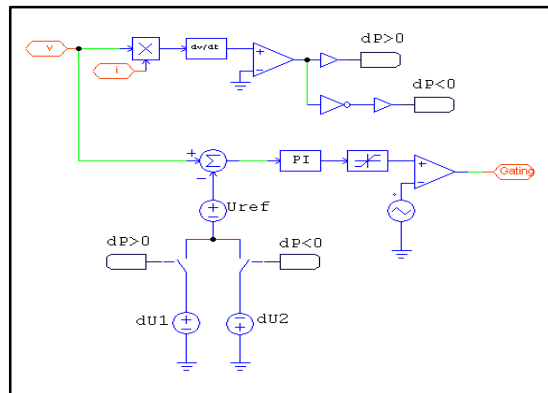 v
dv/dt
i
dP>0
dP<0
+
-
+
-
Σ
PI
+
-
Gating
+
-
Uref
dP>0
dP<0
dU1
+
-
-
+
dU2